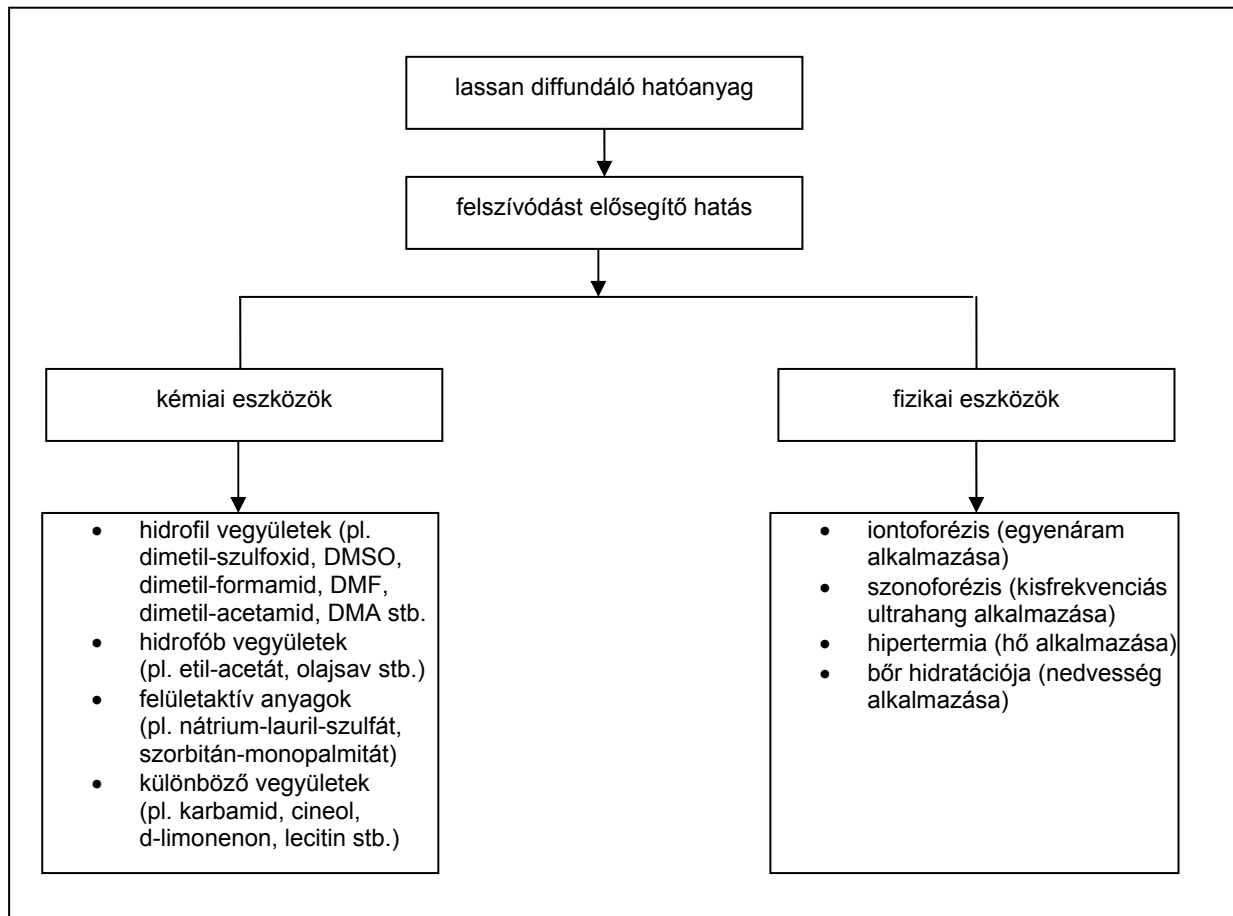 lassan diffundáló hatóanyag
felszívódást elősegítő hatás
kémiai eszközök
fizikai eszközök
• hidrofil vegyületek (pl.
dimetil-szulfoxid, DMSO,
dimetil-formamid, DMF,
dimetil-acetamid, DMA stb.
• hidrofób vegyületek
(pl. etil-acetát, olajsav stb.)
• felületaktív anyagok
(pl. nátrium-lauril-szulfát,
szorbitán-monopalmitát)
• különböző vegyületek
(pl. karbamid, cineol,
d-limonenon, lecitin stb.)
• iontoforézis (egyenáram
alkalmazása)
• szonoforézis (kisfrekvenciás
ultrahang alkalmazása)
• hipertermia (hő alkalmazása)
• bőr hidratációja (nedvesség
alkalmazása)